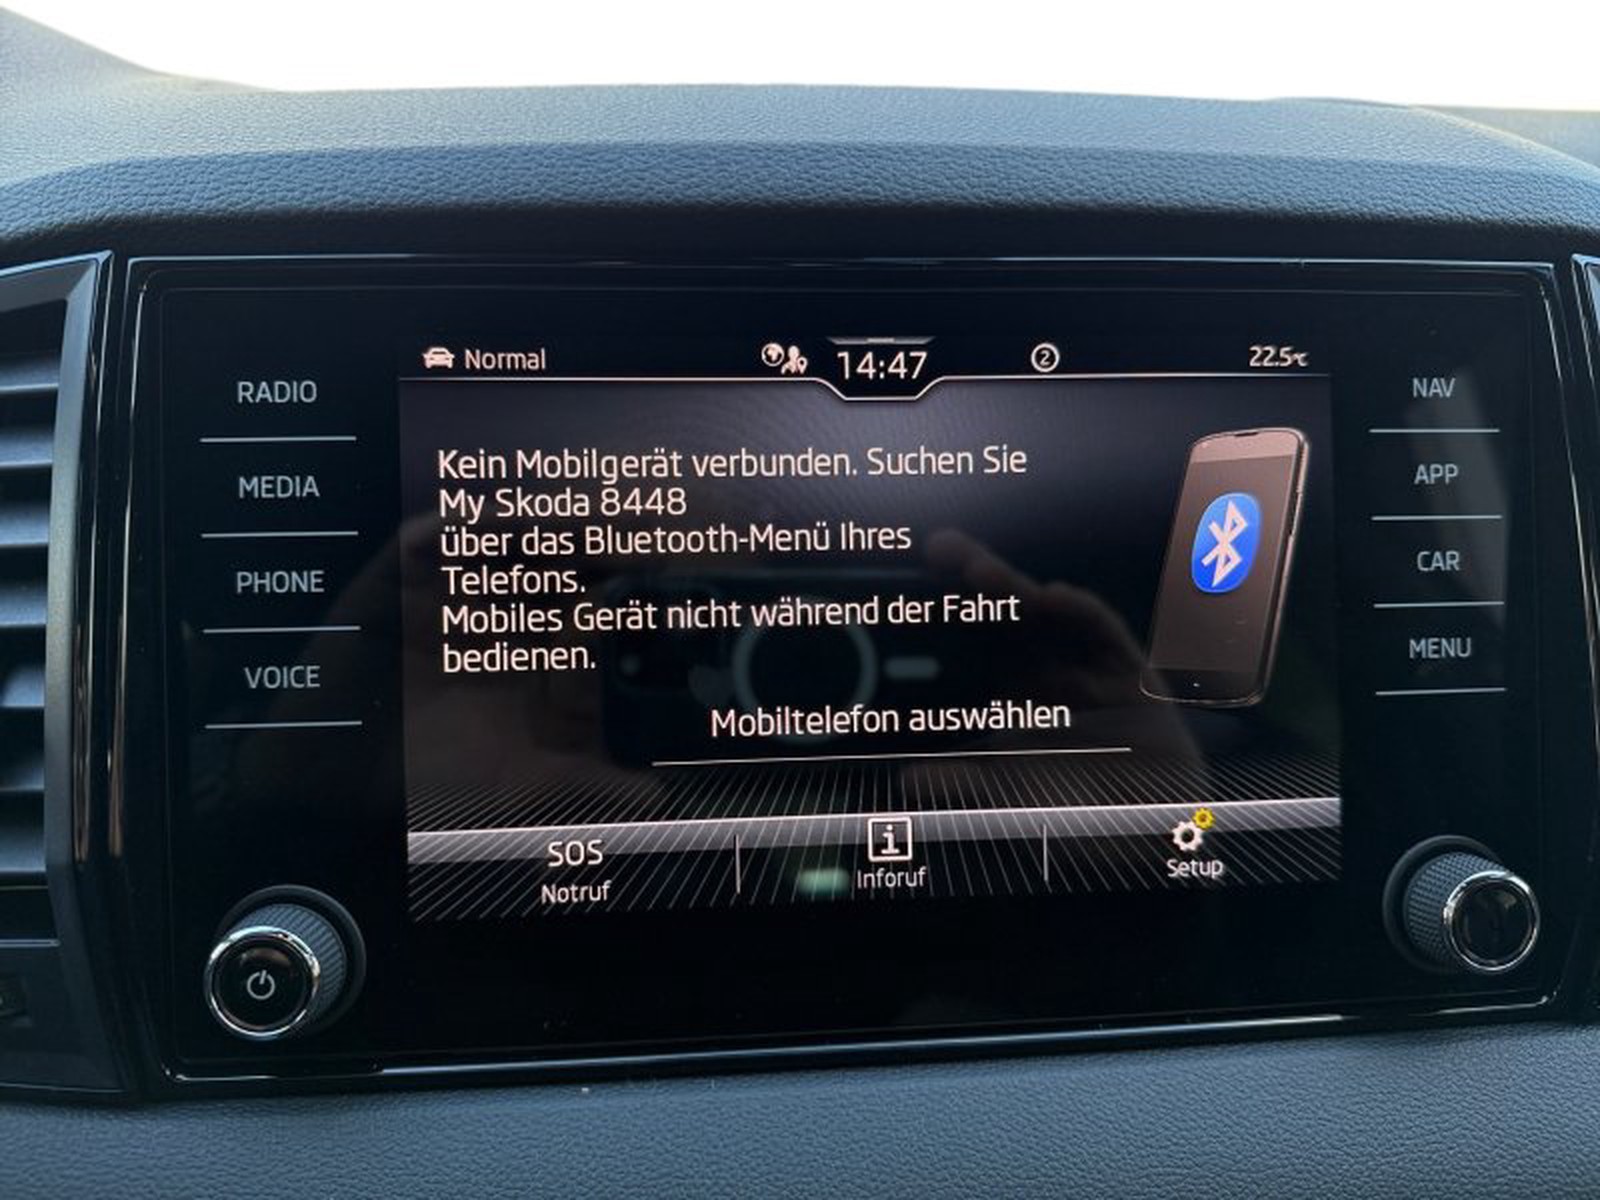 Normal
14:47
2
22.5°C
RADIO
MEDIA
PHONE
VOICE
Kein Mobilgerät verbunden. Suchen Sie
My Skoda 8448
über das Bluetooth-Menü Ihres
Telefons.
Mobiles Gerät nicht während der Fahrt
bedienen.
Mobiltelefon auswählen
SOS
Notruf
i
Inforuf
Setup
NAV
APP
CAR
MENU